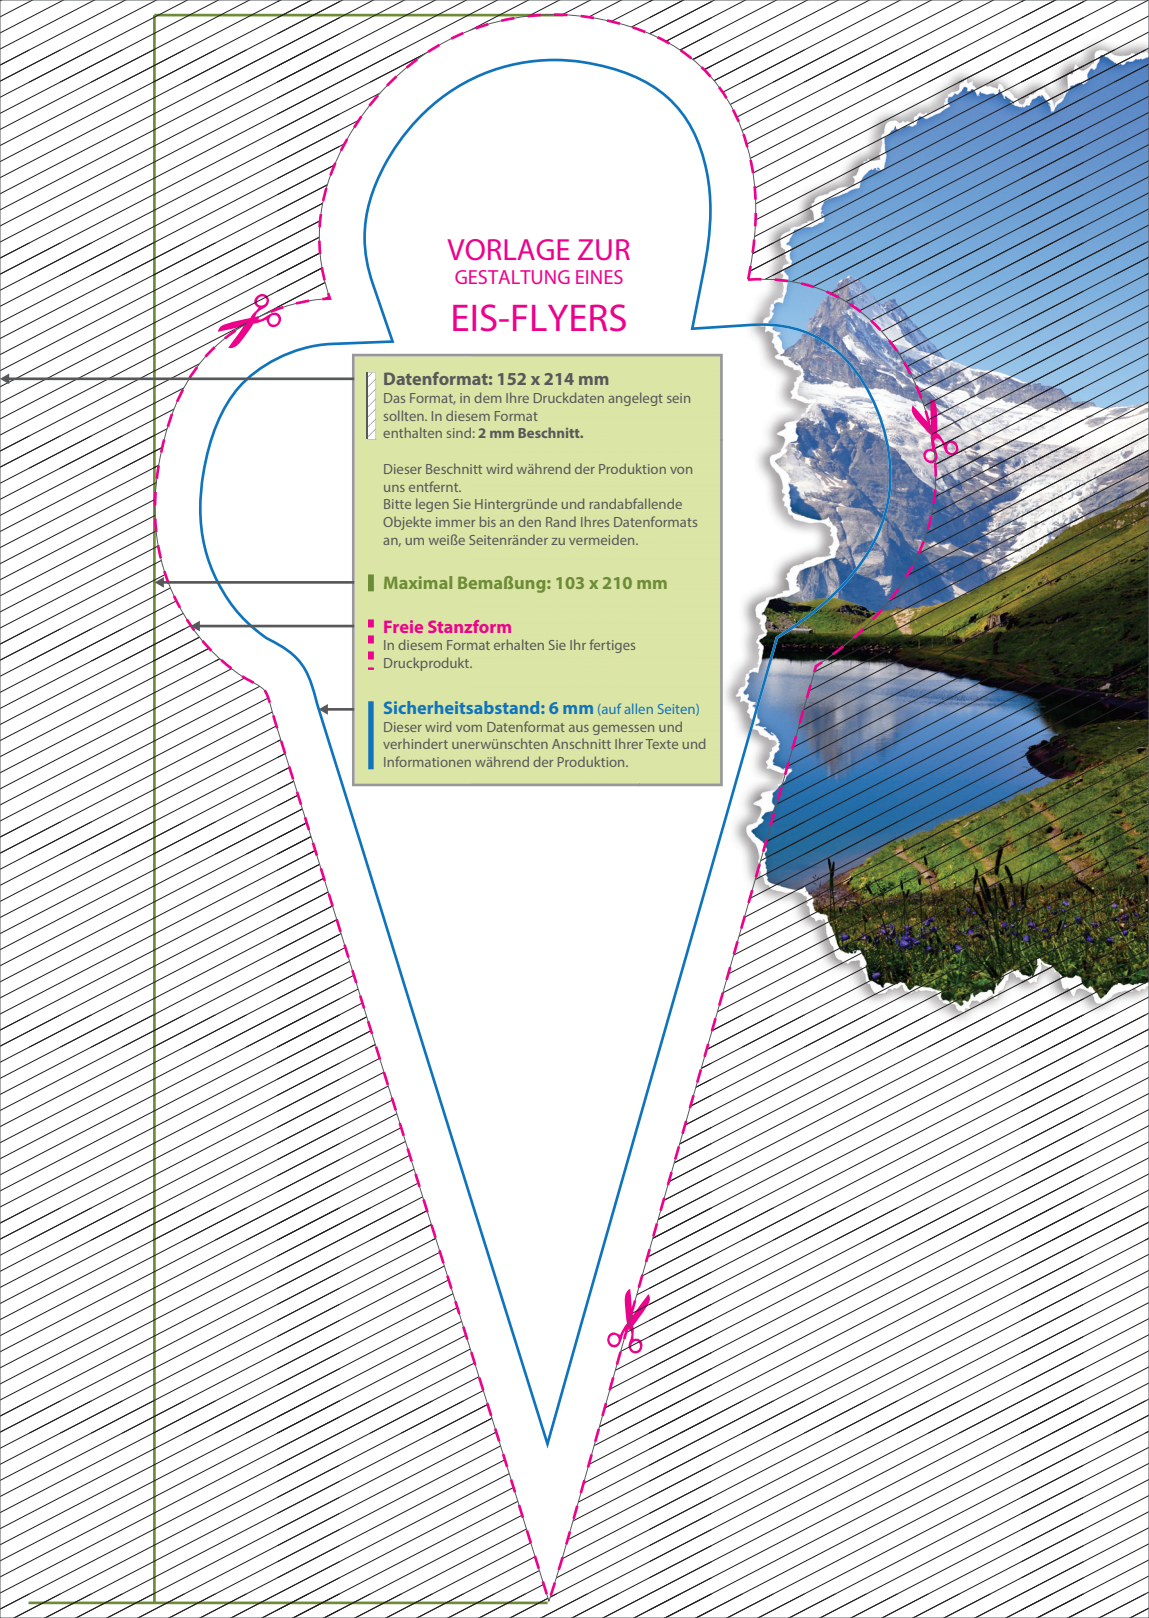 VORLAGE ZUR
GESTALTUNG EINES
EIS-FLYERS
Datenformat: 152 x 214 mm
Das Format, in dem Ihre Druckdaten angelegt sein
sollten. In diesem Format
enthalten sind: 2 mm Beschnitt.
Dieser Beschnitt wird während der Produktion von
uns entfernt.
Bitte legen Sie Hintergründe und randabfallende
Objekte immer bis an den Rand Ihres Datenformats
an, um weiße Seitenränder zu vermeiden.
Maximal Bemaßung: 103 x 210 mm
Freie Stanzform
In diesem Format erhalten Sie Ihr fertiges
Druckprodukt.
Sicherheitsabstand: 6 mm (auf allen Seiten)
Dieser wird vom Datenformat aus gemessen und
verhindert unerwünschten Anschnitt Ihrer Texte und
Informationen während der Produktion.